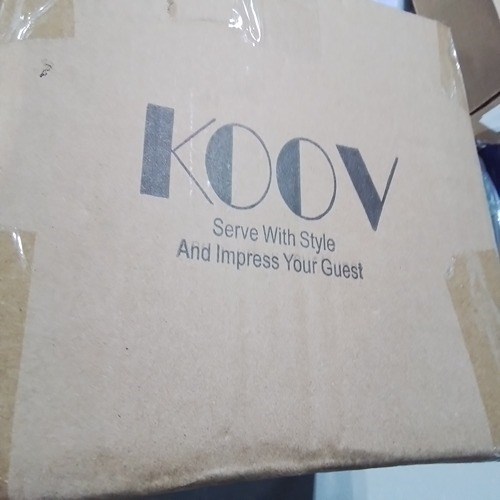 KOOV
Serve With Style
And Impress Your Guest